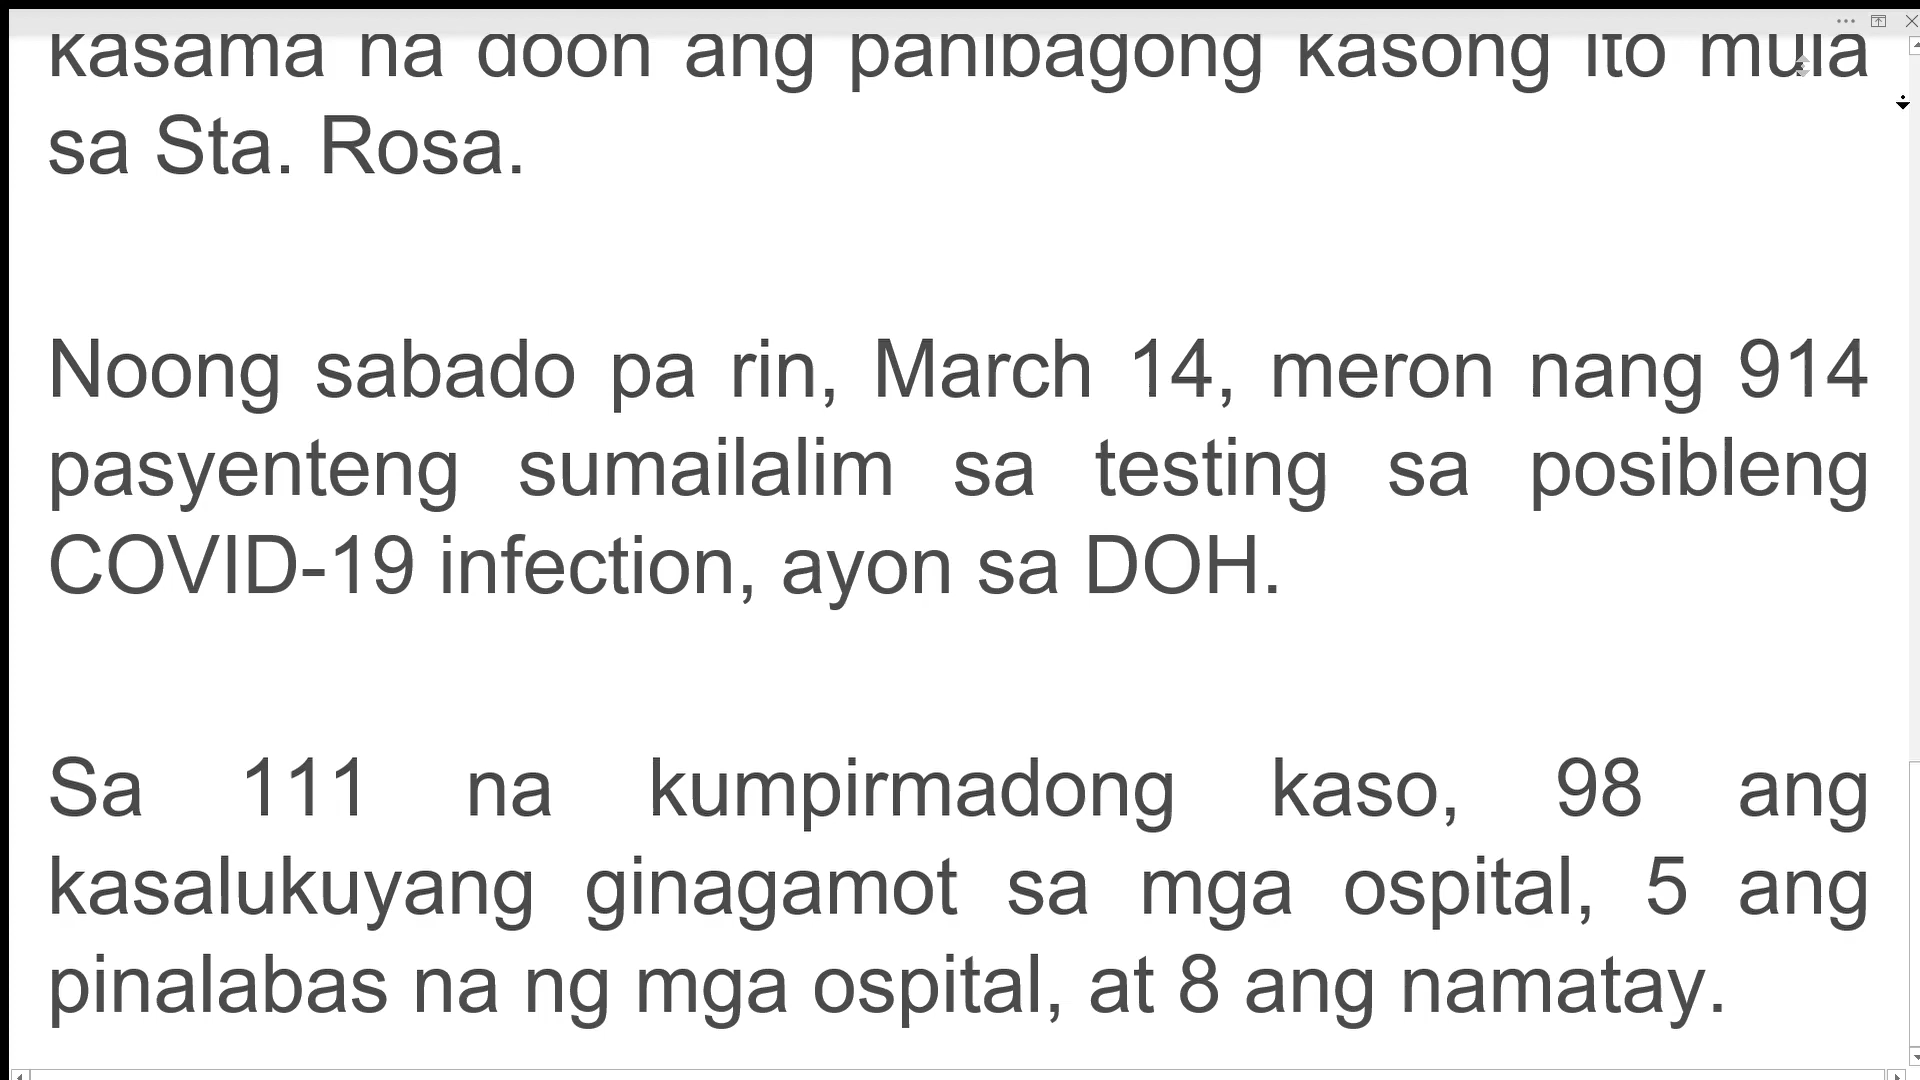 kasama na doon ang panibagong kasong ito mula
sa Sta. Rosa.
Noong sabado pa rin, March 14, meron nang 914
pasyenteng sumailalim sa testing sa posibleng
COVID-19 infection, ayon sa DOH.
Sa 111 na kumpirmadong kaso, 98 ang
kasalukuyang ginagamot sa mga ospital, 5 ang
pinalabas na ng mga ospital, at 8 ang namatay.